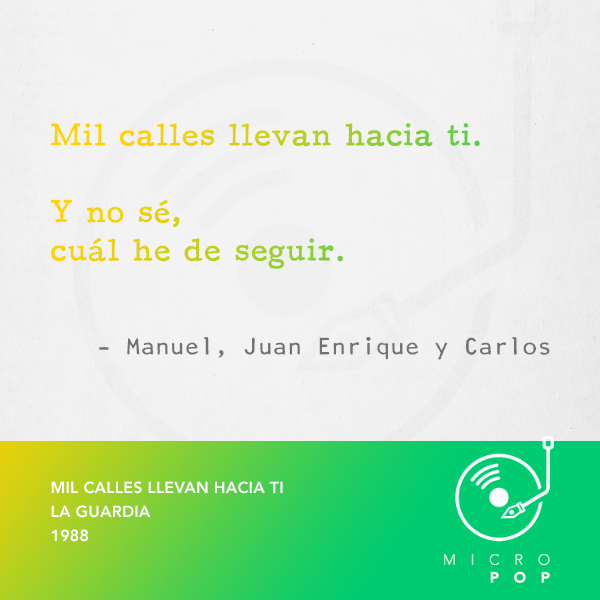 Mil calles llevan hacia ti.
Y no sé,
cuál he de seguir.
– Manuel, Juan Enrique y Carlos
MIL CALLES LLEVAN HACIA TI
LA GUARDIA
1988
MICRO
POP